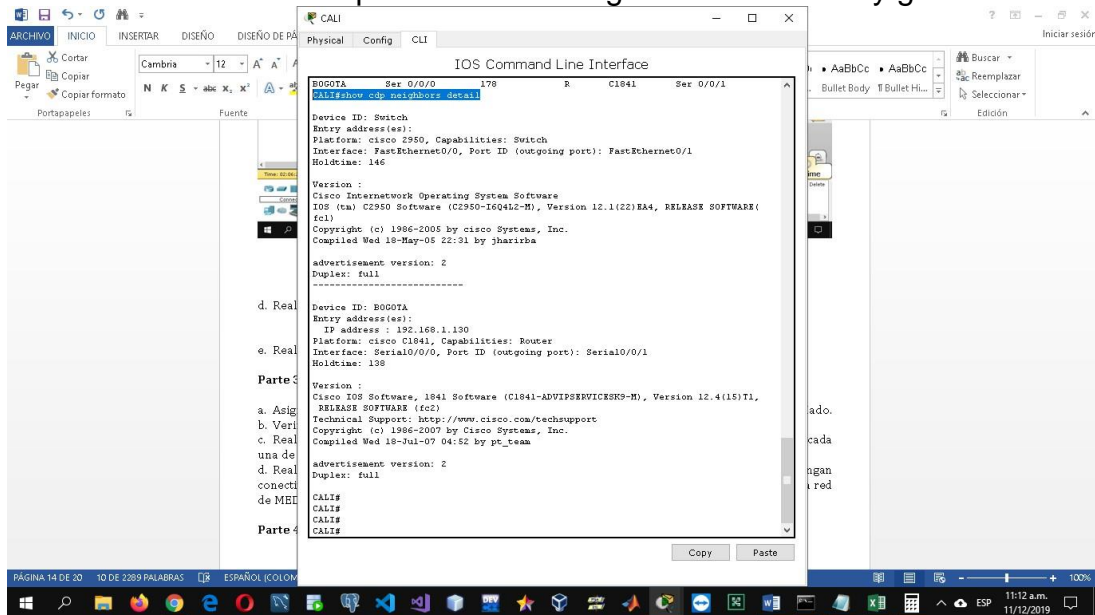 CALI
ARCHIVO INICIO INSERTAR DISEÑO DISEÑO DE PÁ
Iniciar sesión
Physical Config CLI
Pegar
Cortar
Copiar
Copiar formato
Portapapeles
Cambria 12
N K S abc X₂ X²
Fuente
AaBbCc AaBbCc
Bullet Body ¶ Bullet Hi...
Buscar
Reemplazar
Seleccionar
Edición
IOS Command Line Interface
BOGOTA Ser 0/0/0 178 R C1841 Ser 0/0/1
CALI#show cdp neighbors detail
Device ID: Switch
Entry address(es):
Platform: cisco 2950, Capabilities: Switch
Interface: FastEthernet0/0, Port ID (outgoing port): FastEthernet0/1
Holdtime: 146
Version :
Cisco Internetwork Operating System Software
IOS (tm) C2950 Software (C2950-I6Q4L2-M), Version 12.1(22)EA4, RELEASE SOFTWARE(
fc1)
Copyright (c) 1986-2005 by cisco Systems, Inc.
Compiled Wed 18-May-05 22:31 by jharirba
advertisement version: 2
Duplex: full
---------------------------
Device ID: BOGOTA
Entry address(es):
IP address : 192.168.1.130
Platform: cisco C1841, Capabilities: Router
Interface: Serial0/0/0, Port ID (outgoing port): Serial0/0/1
Holdtime: 138
Version :
Cisco IOS Software, 1841 Software (C1841-ADVIPSERVICESK9-M), Version 12.4(15)T1,
RELEASE SOFTWARE (fc2)
Technical Support: http://www.cisco.com/techsupport
Copyright (c) 1986-2007 by Cisco Systems, Inc.
Compiled Wed 18-Jul-07 04:52 by pt_team
advertisement version: 2
Duplex: full
CALI#
CALI#
CALI#
CALI#
Copy Paste
d. Real
e. Real
Parte 3
a. Asig ado.
b. Veri
c. Real cada
una de
d. Real ngan
conecti a red
de MED
Parte 4
PÁGINA 14 DE 20 10 DE 2289 PALABRAS ESPAÑOL (COLOM
100%
ESP
11:12 a.m.
11/12/2019